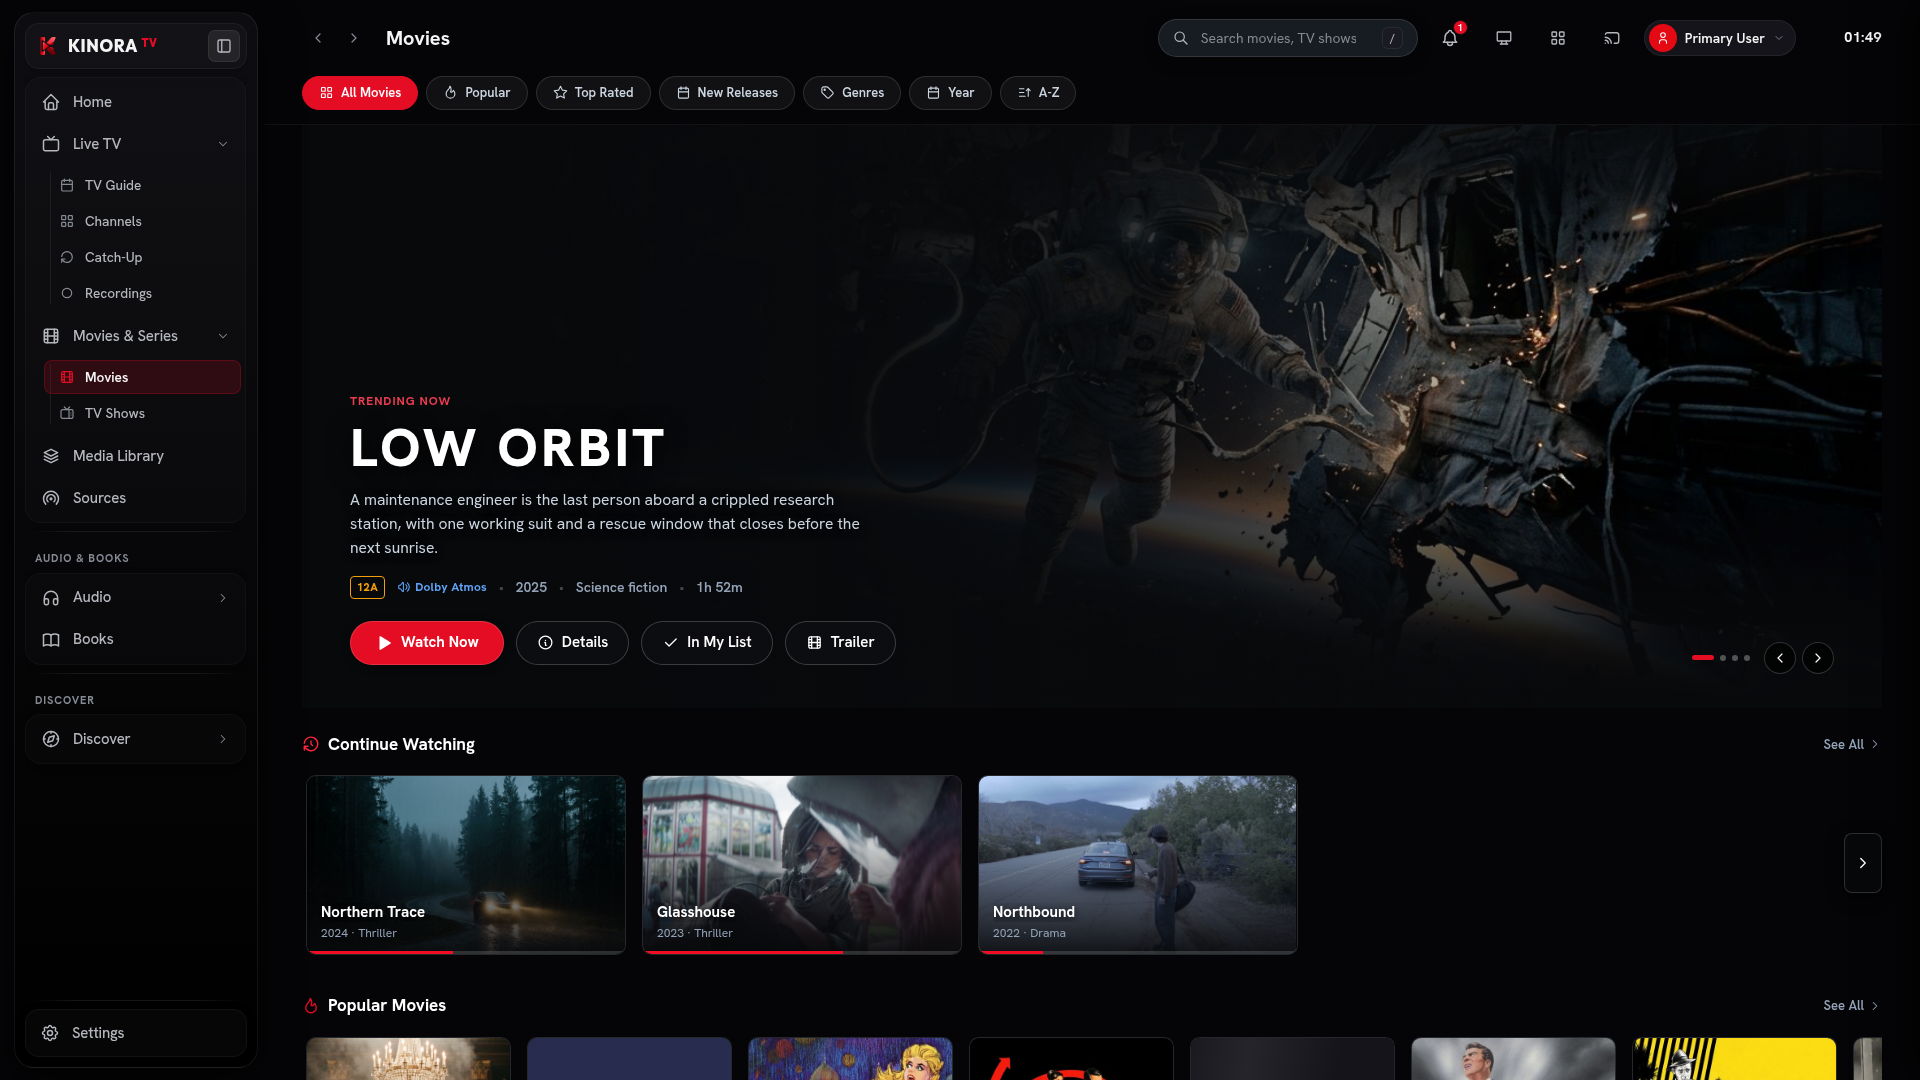 KINORA TV
Home
Live TV
TV Guide
Channels
Catch-Up
Recordings
Movies & Series
Movies
TV Shows
Media Library
Sources
AUDIO & BOOKS
Audio
Books
DISCOVER
Discover
Settings
Movies
Search movies, TV shows
/
1
Primary User
01:49
All Movies
Popular
Top Rated
New Releases
Genres
Year
A-Z
TRENDING NOW
LOW ORBIT
A maintenance engineer is the last person aboard a crippled research
station, with one working suit and a rescue window that closes before the
next sunrise.
12A Dolby Atmos • 2025 • Science fiction • 1h 52m
Watch Now
Details
In My List
Trailer
Continue Watching
See All
Northern Trace
2024 · Thriller
Glasshouse
2023 · Thriller
Northbound
2022 · Drama
Popular Movies
See All